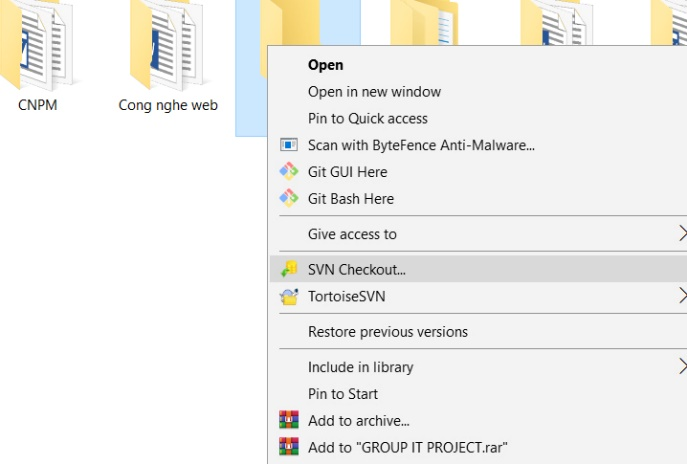 CNPM
Cong nghe web
Open
Open in new window
Pin to Quick access
Scan with ByteFence Anti-Malware...
Git GUI Here
Git Bash Here
Give access to
SVN Checkout...
TortoiseSVN
Restore previous versions
Include in library
Pin to Start
Add to archive...
Add to "GROUP IT PROJECT.rar"